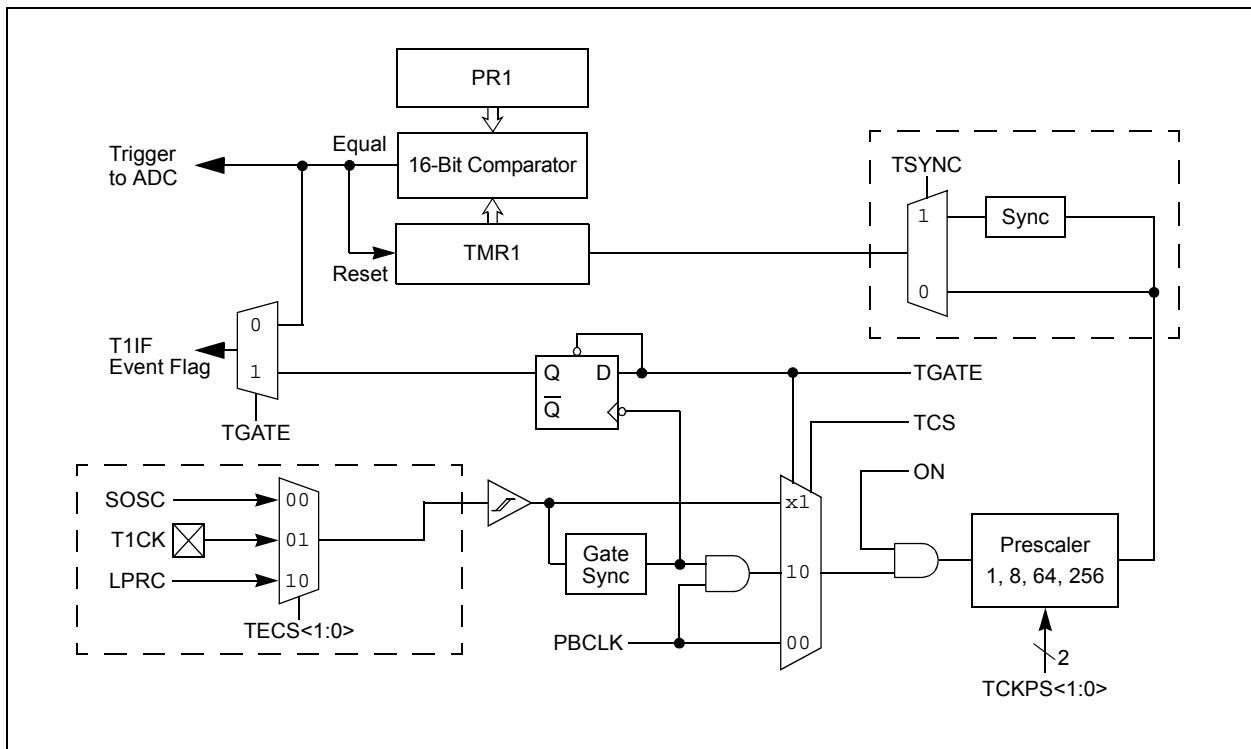 PR1
Equal
16-Bit Comparator
Trigger
to ADC
TSYNC
1
Sync
TMR1
Reset
0
0
T1IF
Event Flag
1
Q
D
Q̅
TGATE
TGATE
TCS
ON
SOSC
00
x1
T1CK
01
Gate
Sync
Prescaler
1, 8, 64, 256
LPRC
10
10
TECS<1:0>
PBCLK
00
2
TCKPS<1:0>